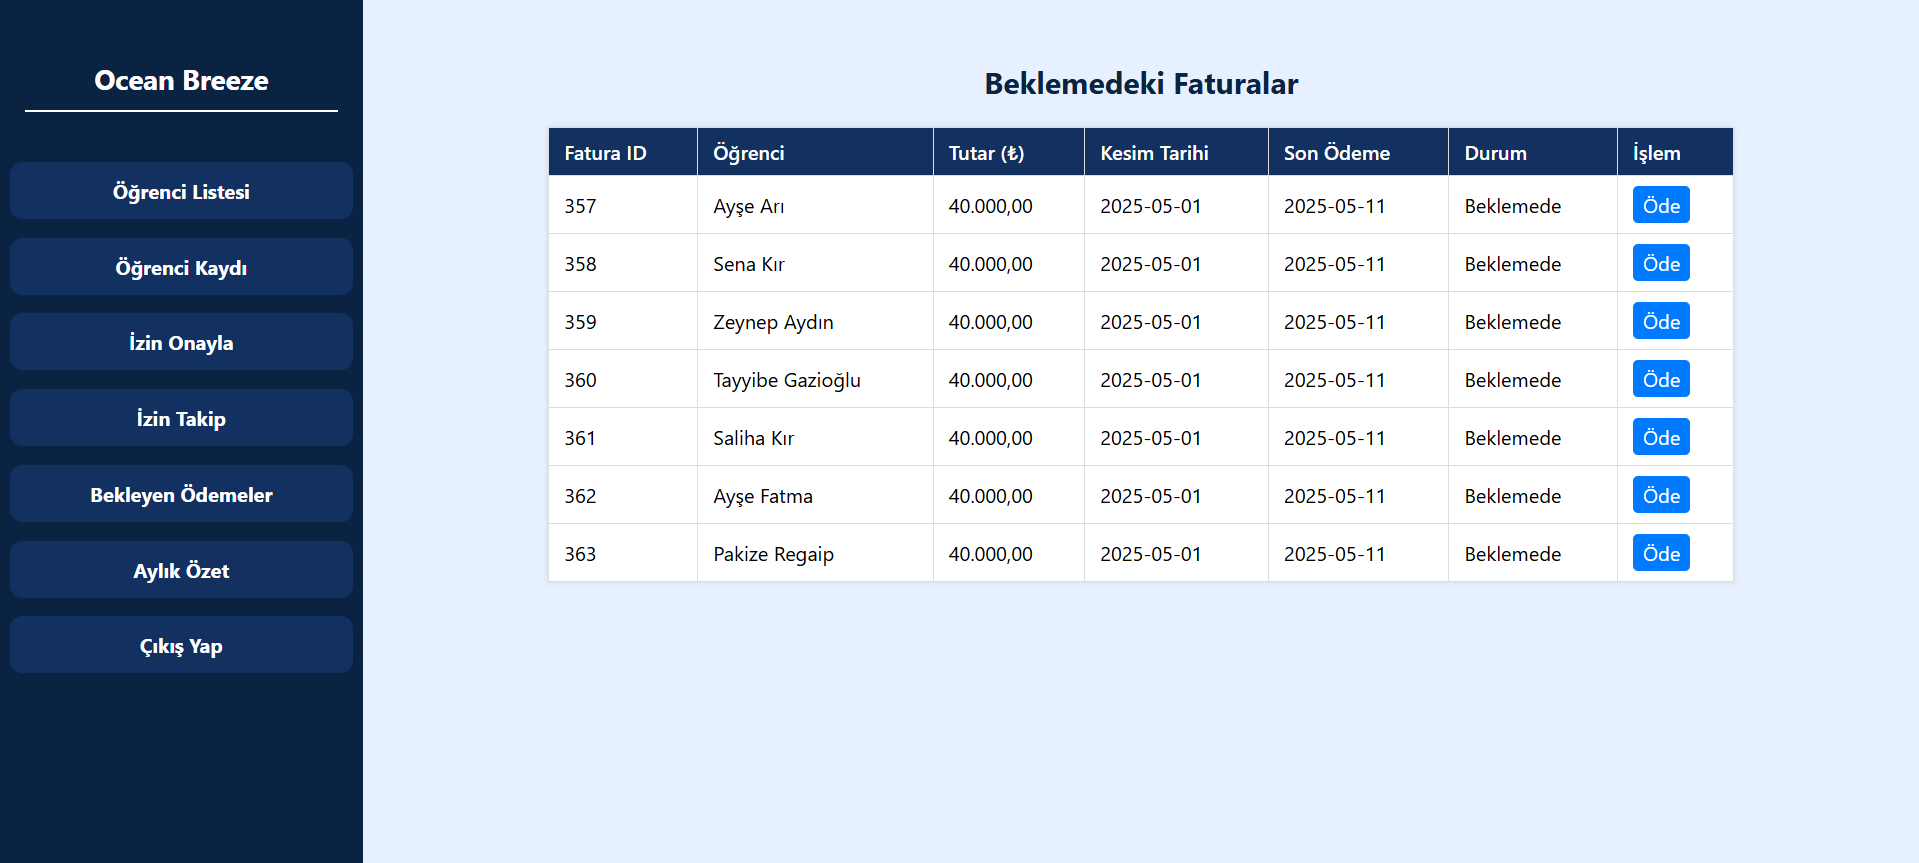 Ocean Breeze
Öğrenci Listesi
Öğrenci Kaydı
İzin Onayla
İzin Takip
Bekleyen Ödemeler
Aylık Özet
Çıkış Yap
Beklemedeki Faturalar
Fatura ID Öğrenci Tutar (₺) Kesim Tarihi Son Ödeme Durum İşlem
357 Ayşe Arı 40.000,00 2025-05-01 2025-05-11 Beklemede Öde
358 Sena Kır 40.000,00 2025-05-01 2025-05-11 Beklemede Öde
359 Zeynep Aydın 40.000,00 2025-05-01 2025-05-11 Beklemede Öde
360 Tayyibe Gazioğlu 40.000,00 2025-05-01 2025-05-11 Beklemede Öde
361 Saliha Kır 40.000,00 2025-05-01 2025-05-11 Beklemede Öde
362 Ayşe Fatma 40.000,00 2025-05-01 2025-05-11 Beklemede Öde
363 Pakize Regaip 40.000,00 2025-05-01 2025-05-11 Beklemede Öde